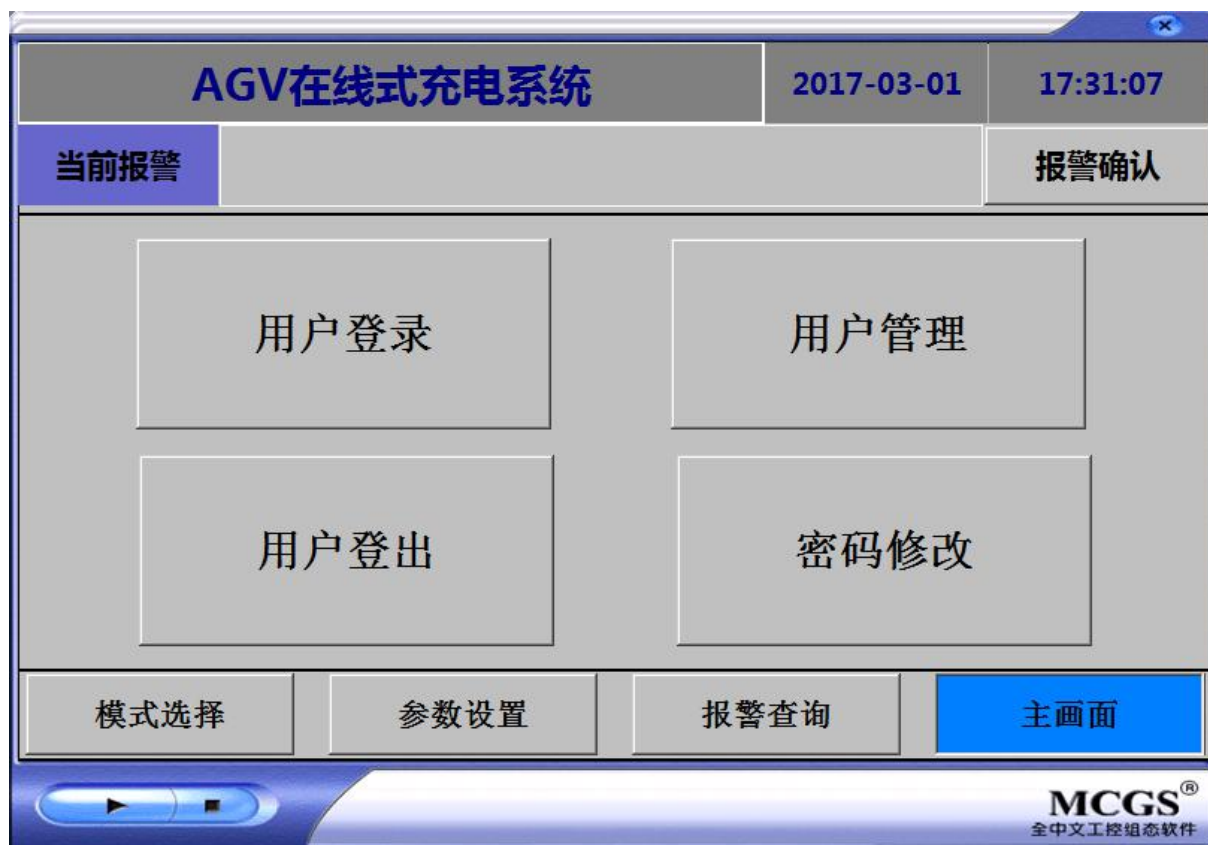 AGV在线式充电系统
2017-03-01
17:31:07
当前报警
报警确认
用户登录
用户管理
用户登出
密码修改
模式选择
参数设置
报警查询
主画面
MCGS®
全中文工控组态软件